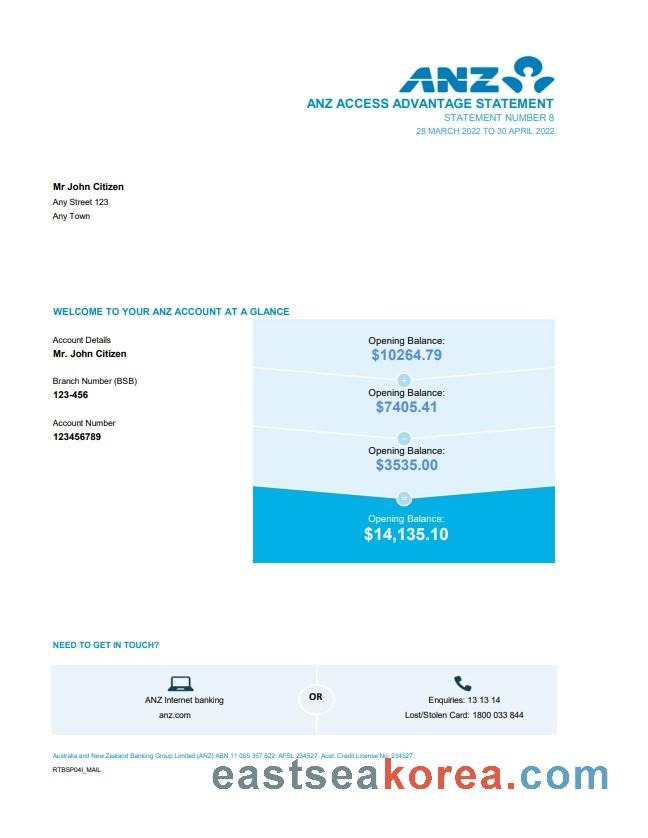 ANZ
ANZ ACCESS ADVANTAGE STATEMENT
STATEMENT NUMBER 8
28 MARCH 2022 TO 30 APRIL 2022
Mr John Citizen
Any Street 123
Any Town
WELCOME TO YOUR ANZ ACCOUNT AT A GLANCE
Account Details
Mr. John Citizen
Branch Number (BSB)
123-456
Account Number
123456789
Opening Balance:
$10264.79
+
Opening Balance:
$7405.41
−
Opening Balance:
$3535.00
=
Opening Balance:
$14,135.10
NEED TO GET IN TOUCH?
ANZ Internet banking
anz.com
OR
Enquiries: 13 13 14
Lost/Stolen Card: 1800 033 844
Australia and New Zealand Banking Group Limited (ANZ) ABN 11 005 357 522. AFSL 234527. Aust. Credit License No. 234527.
RTBSP04I_MAIL
eastseakorea.com